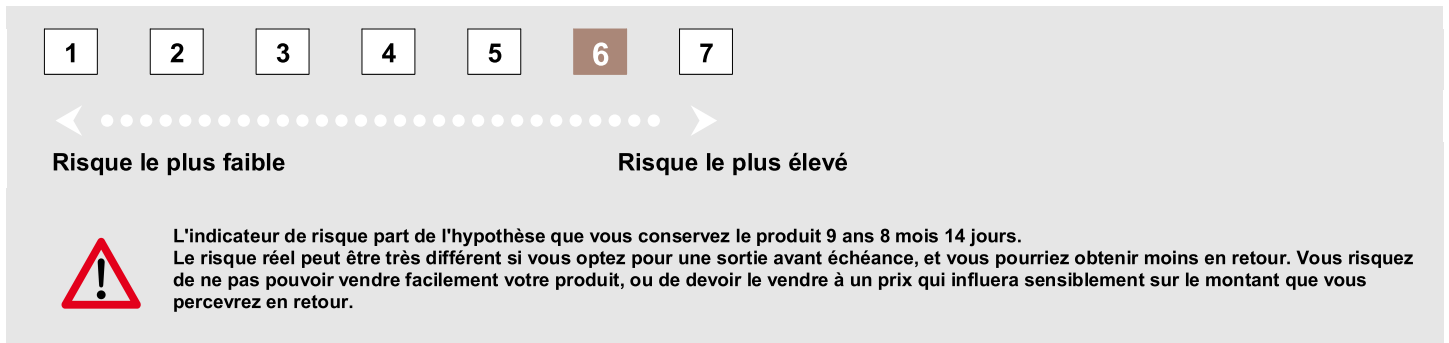 1 2 3 4 5 6 7
Risque le plus faible Risque le plus élevé
L'indicateur de risque part de l'hypothèse que vous conservez le produit 9 ans 8 mois 14 jours.
Le risque réel peut être très différent si vous optez pour une sortie avant échéance, et vous pourriez obtenir moins en retour. Vous risquez
de ne pas pouvoir vendre facilement votre produit, ou de devoir le vendre à un prix qui influera sensiblement sur le montant que vous
percevrez en retour.